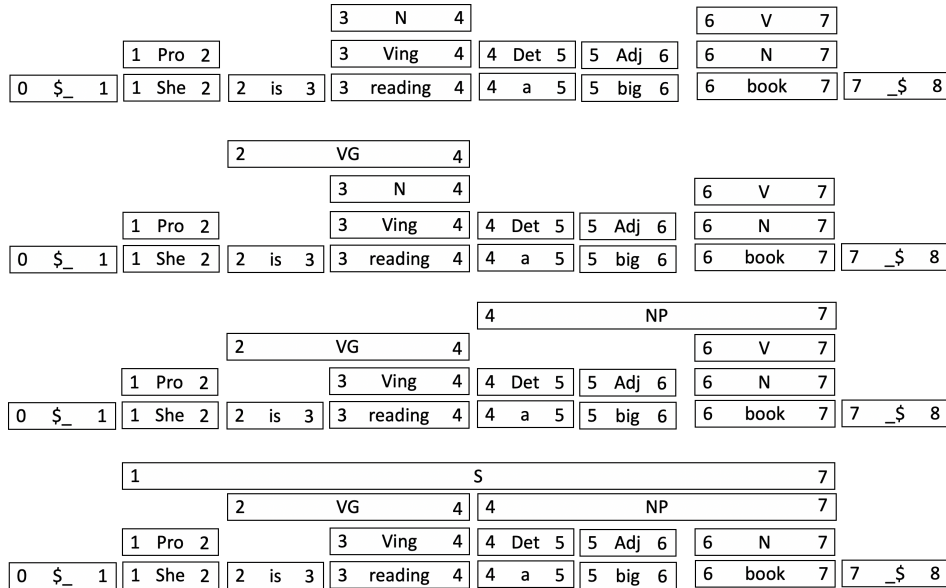 3 N 4 6 V 7
1 Pro 2 3 Ving 4 4 Det 5 5 Adj 6 6 N 7
0 $_ 1 1 She 2 2 is 3 3 reading 4 4 a 5 5 big 6 6 book 7 7 _$ 8
2 VG 4
3 N 4 6 V 7
1 Pro 2 3 Ving 4 4 Det 5 5 Adj 6 6 N 7
0 $_ 1 1 She 2 2 is 3 3 reading 4 4 a 5 5 big 6 6 book 7 7 _$ 8
4 NP 7
2 VG 4 6 V 7
1 Pro 2 3 Ving 4 4 Det 5 5 Adj 6 6 N 7
0 $_ 1 1 She 2 2 is 3 3 reading 4 4 a 5 5 big 6 6 book 7 7 _$ 8
1 S 7
2 VG 4 4 NP 7
1 Pro 2 3 Ving 4 4 Det 5 5 Adj 6 6 N 7
0 $_ 1 1 She 2 2 is 3 3 reading 4 4 a 5 5 big 6 6 book 7 7 _$ 8